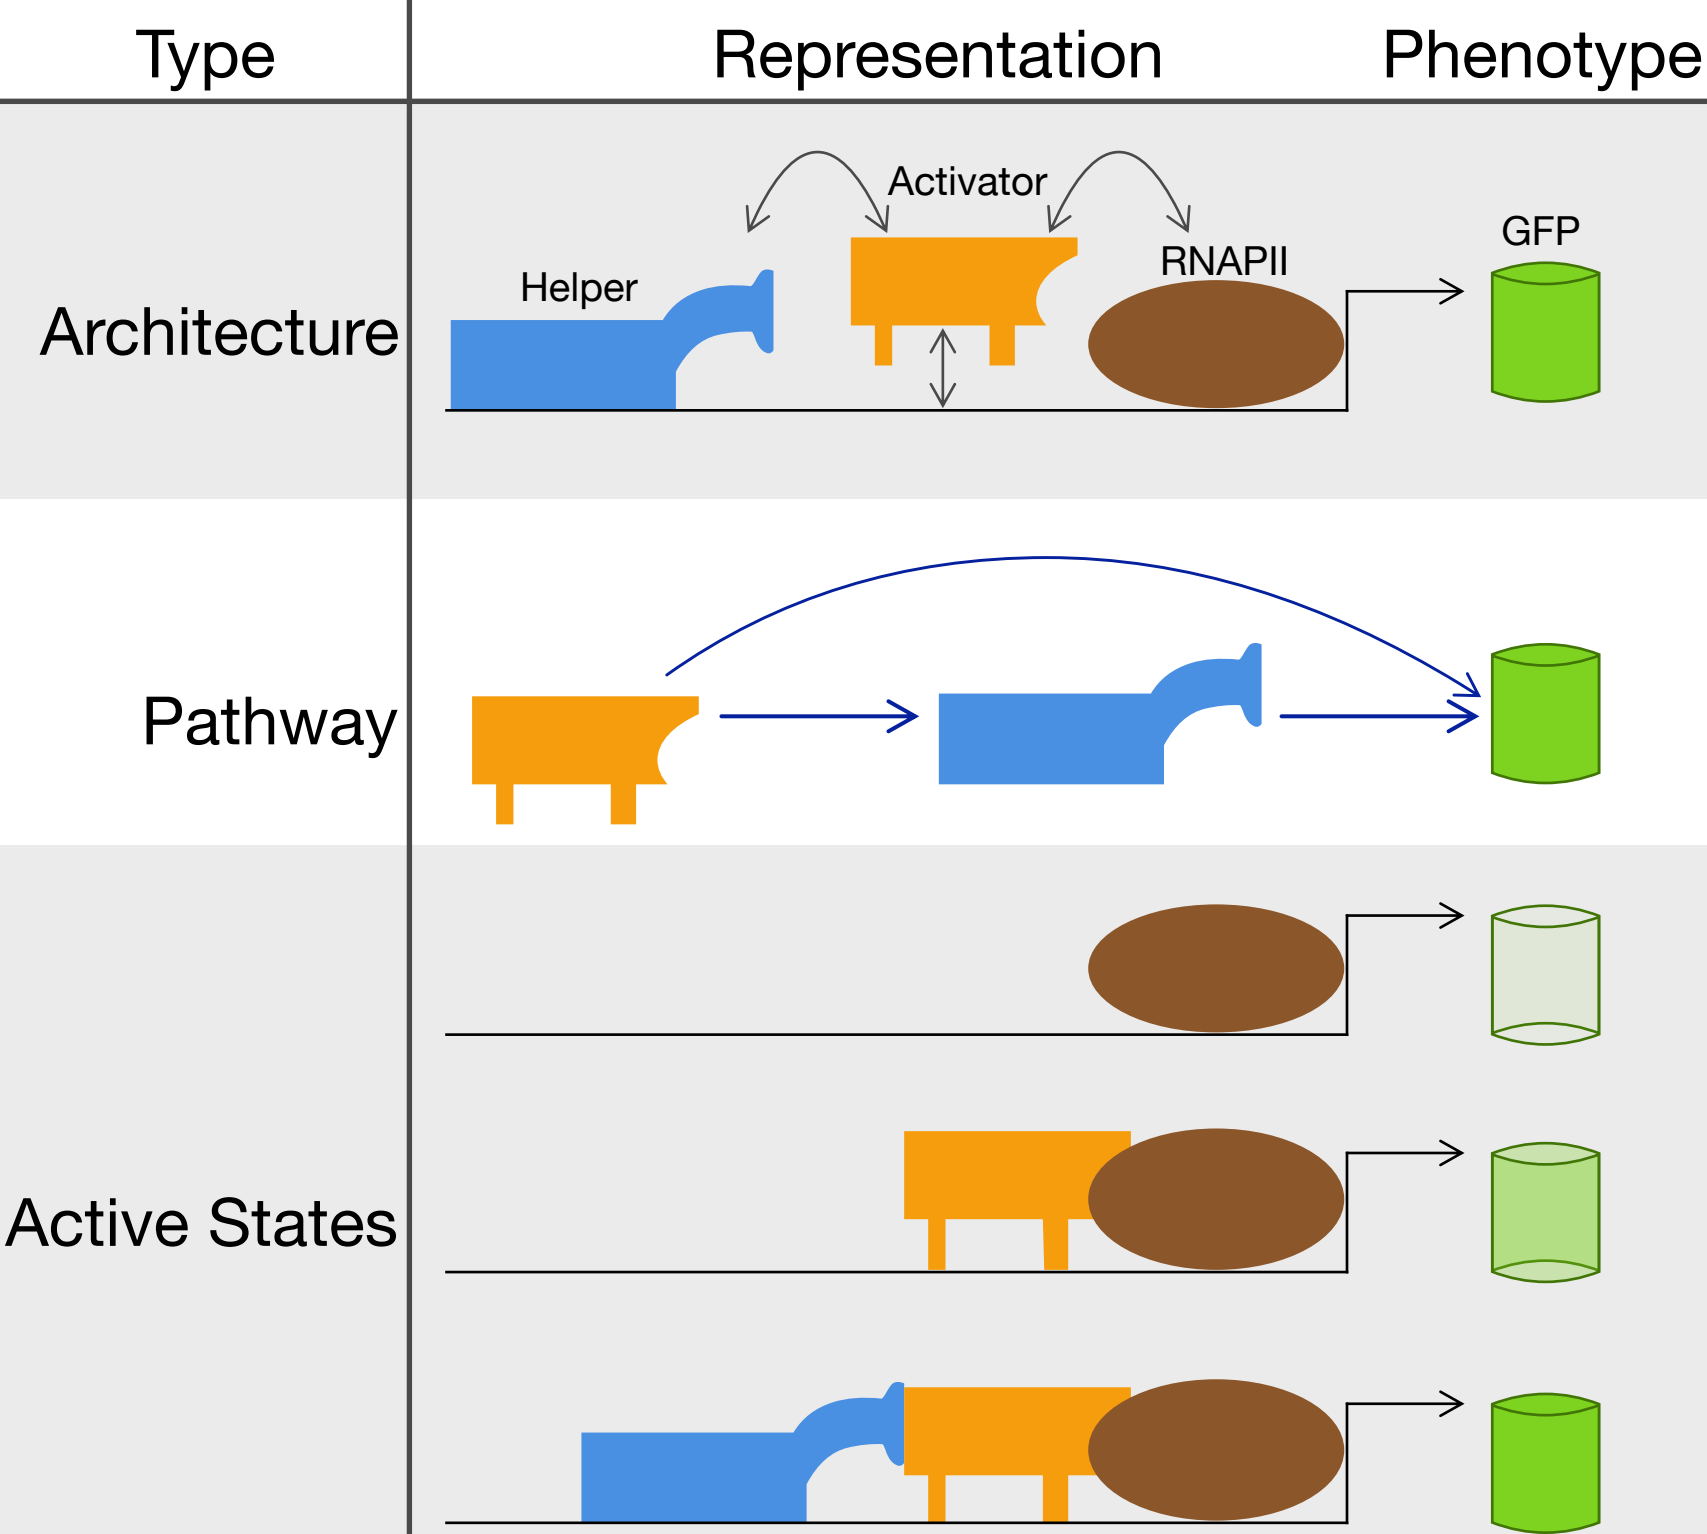 Type Representation Phenotype
Activator
GFP
RNAPII
Helper
Architecture
Pathway
Active States